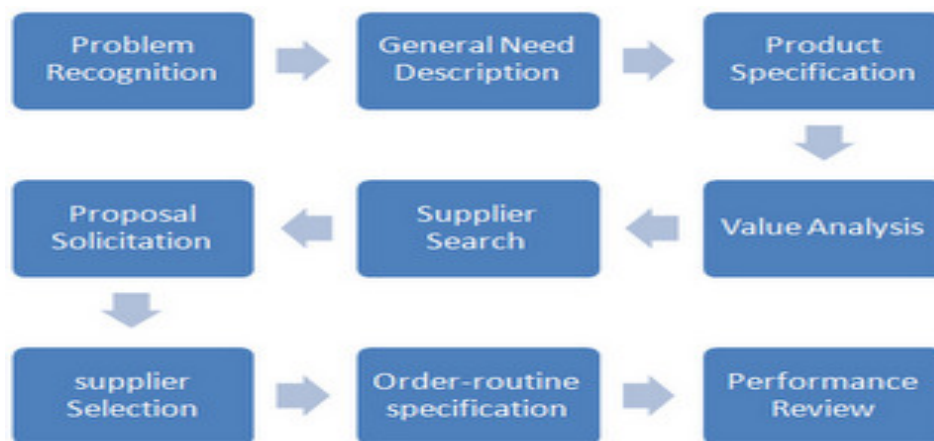 Problem
Recognition
General Need
Description
Product
Specification
Value Analysis
Supplier
Search
Proposal
Solicitation
supplier
Selection
Order-routine
specification
Performance
Review